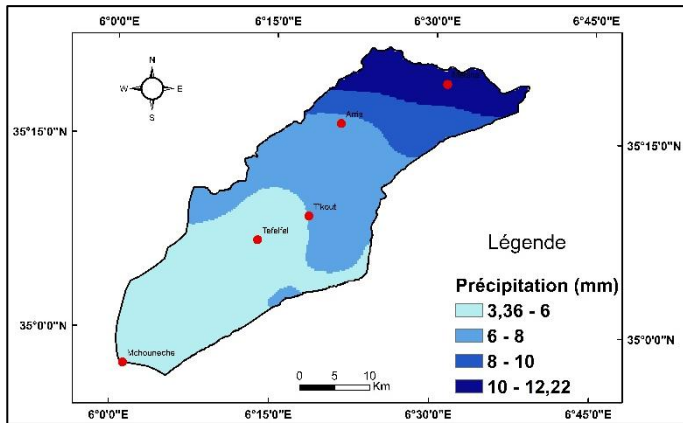 6°0'0"E 6°15'0"E 6°30'0"E 6°45'0"E
N
W E
S
Arris
35°15'0"N 35°15'0"N
T'kout
Tefelfel
Légende
Précipitation (mm)
3,36 - 6
35°0'0"N 6 - 8 35°0'0"N
8 - 10
Mchouneche
0 5 10
Km
10 - 12,22
6°0'0"E 6°15'0"E 6°30'0"E 6°45'0"E